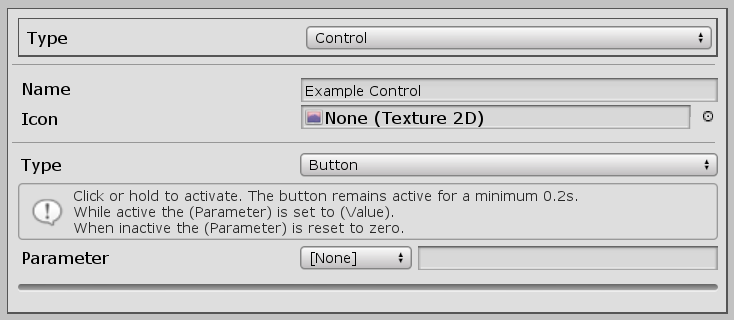 Type Control
Name Example Control
Icon None (Texture 2D)
Type Button
Click or hold to activate. The button remains active for a minimum 0.2s.
While active the (Parameter) is set to (Value).
When inactive the (Parameter) is reset to zero.
Parameter [None]